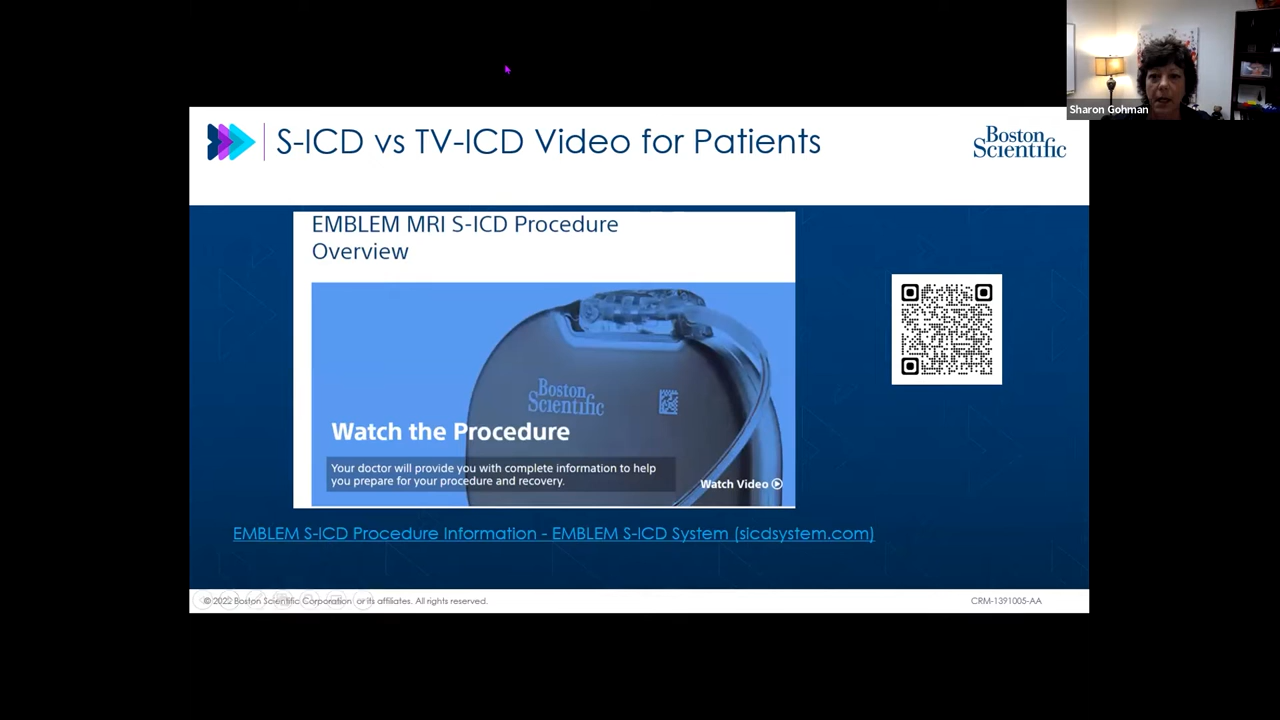 Sharon Gohman
S-ICD vs TV-ICD Video for Patients
Boston
Scientific
EMBLEM MRI S-ICD Procedure
Overview
Boston
Scientific
Watch the Procedure
Your doctor will provide you with complete information to help
you prepare for your procedure and recovery.
Watch Video
EMBLEM S-ICD Procedure Information - EMBLEM S-ICD System (sicdsystem.com)
© 2022 Boston Scientific Corporation or its affiliates. All rights reserved.
CRM-1391005-AA